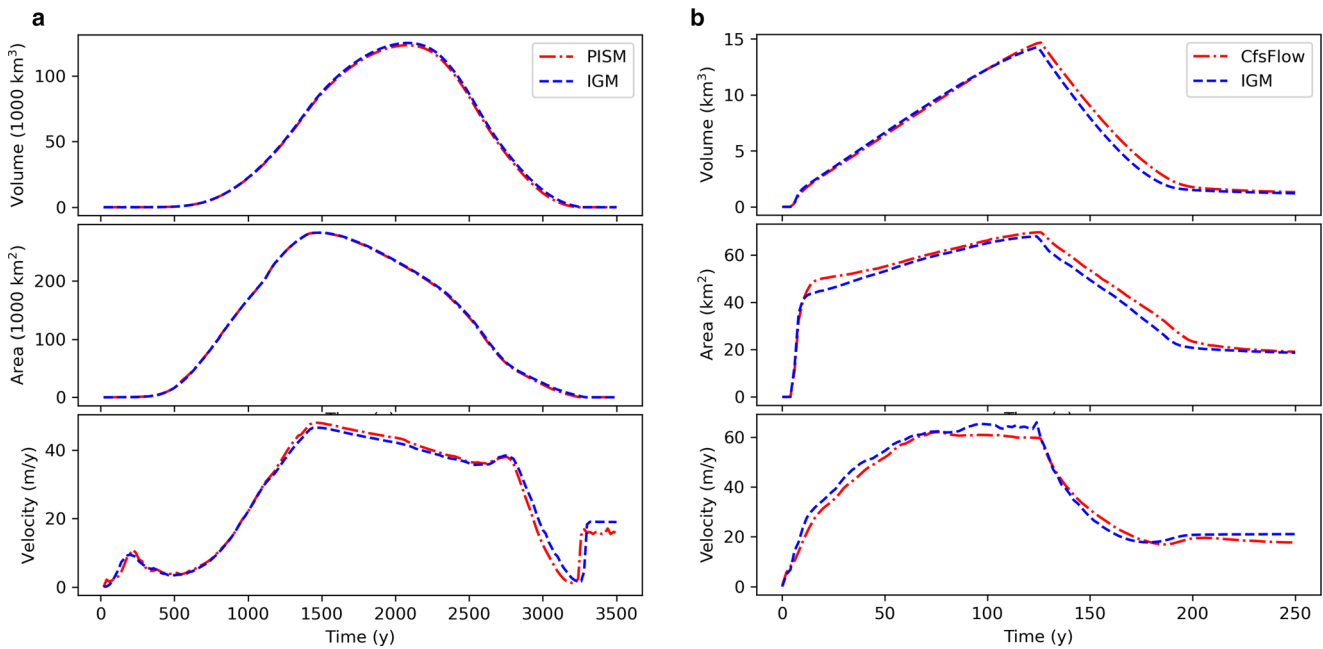 a
Volume (1000 km³)
100
50
0
PISM
IGM
Area (1000 km²)
200
100
0
Velocity (m/y)
40
20
0
0 500 1000 1500 2000 2500 3000 3500
Time (y)
b
Volume (km³)
15
10
5
0
CfsFlow
IGM
Area (km²)
60
40
20
0
Velocity (m/y)
60
40
20
0
0 50 100 150 200 250
Time (y)